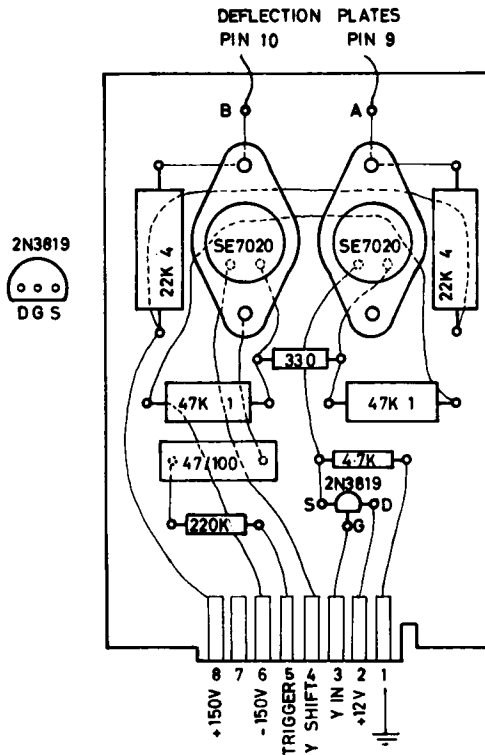 DEFLECTION PLATES
PIN 10 PIN 9
B A
2N3819
D G S
22K 4
SE7020 SE7020
22K 4
330
47K 1 47K 1
·47/100
4·7K
2N3819
S D
G
220K
8 7 6 5 4 3 2 1
+150V
-150V
TRIGGER
Y SHIFT
Y IN
+12V